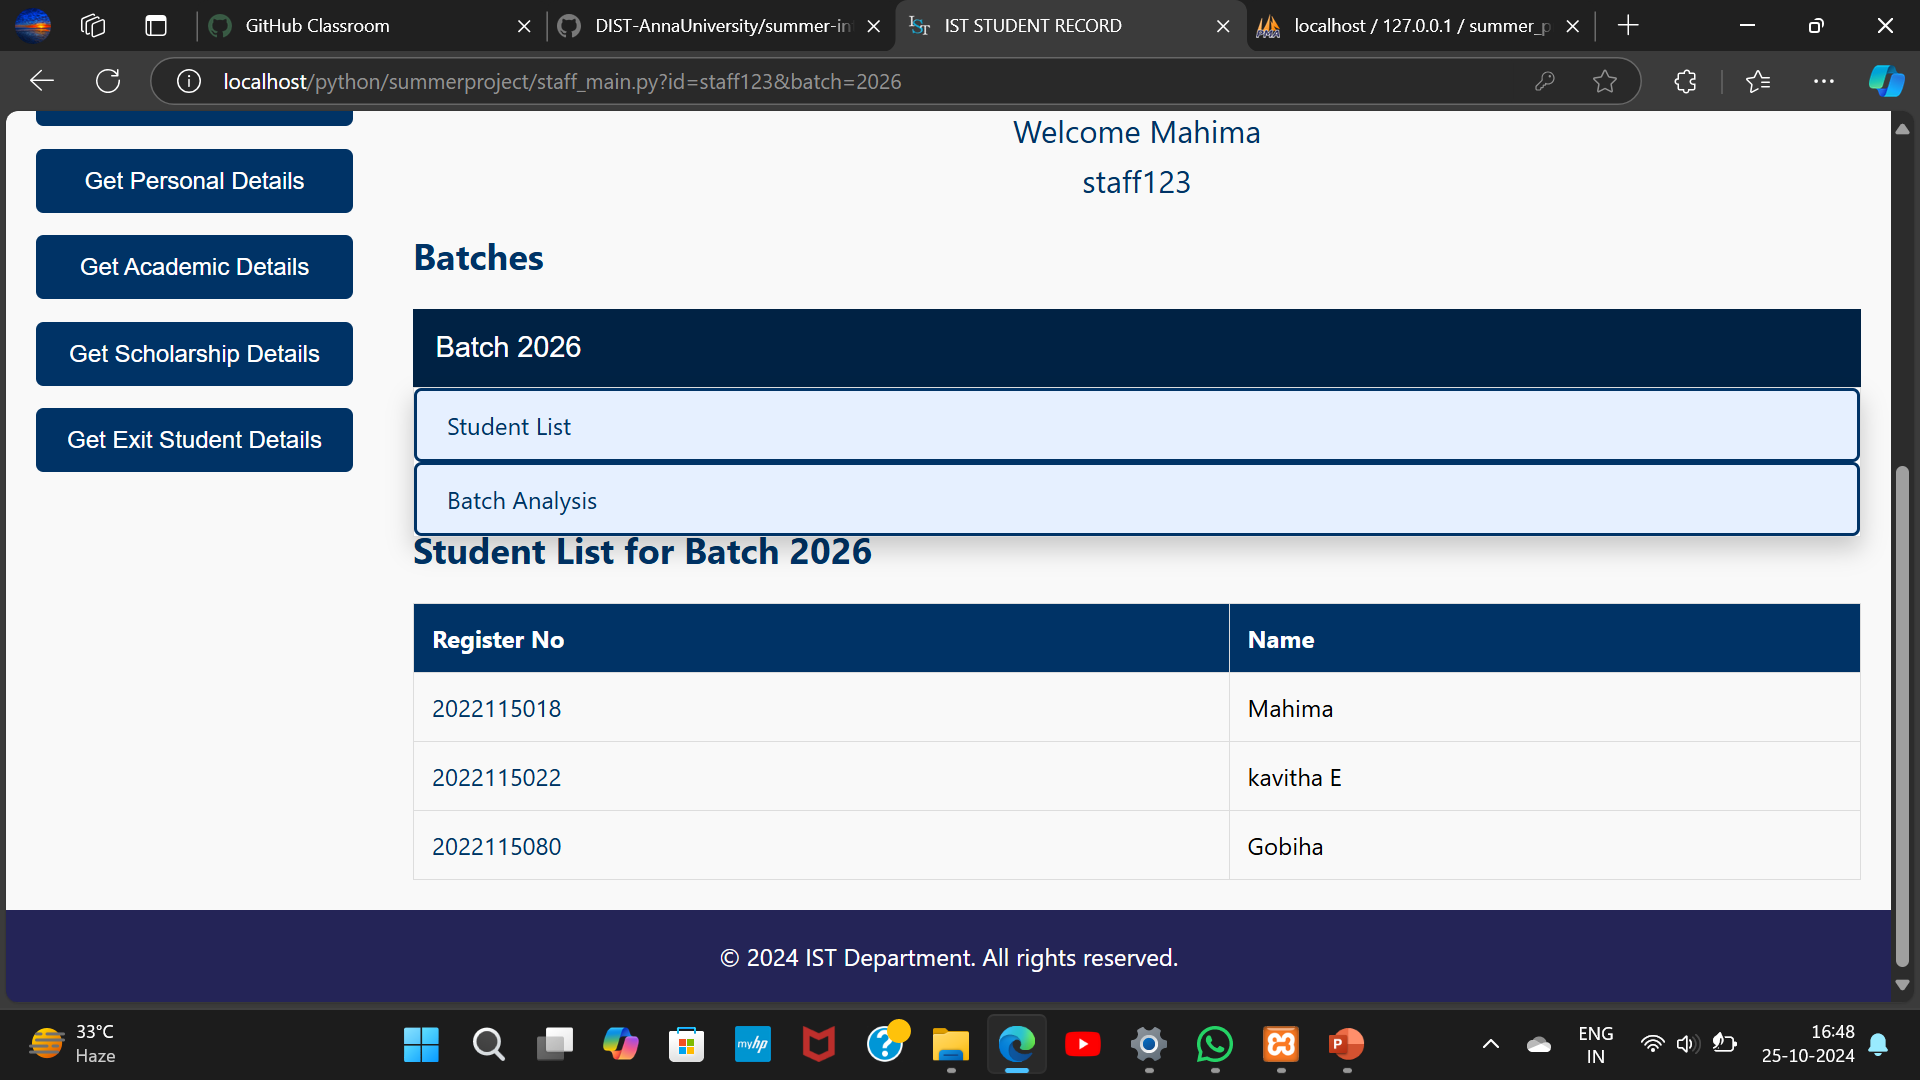 GitHub Classroom
DIST-AnnaUniversity/summer-in
IST STUDENT RECORD
localhost / 127.0.0.1 / summer_p
localhost/python/summerproject/staff_main.py?id=staff123&batch=2026
Welcome Mahima
staff123
Get Personal Details
Get Academic Details
Get Scholarship Details
Get Exit Student Details
Batches
Batch 2026
Student List
Batch Analysis
Student List for Batch 2026
Register No Name
2022115018 Mahima
2022115022 kavitha E
2022115080 Gobiha
© 2024 IST Department. All rights reserved.
33°C
Haze
myhp
ENG
IN
16:48
25-10-2024